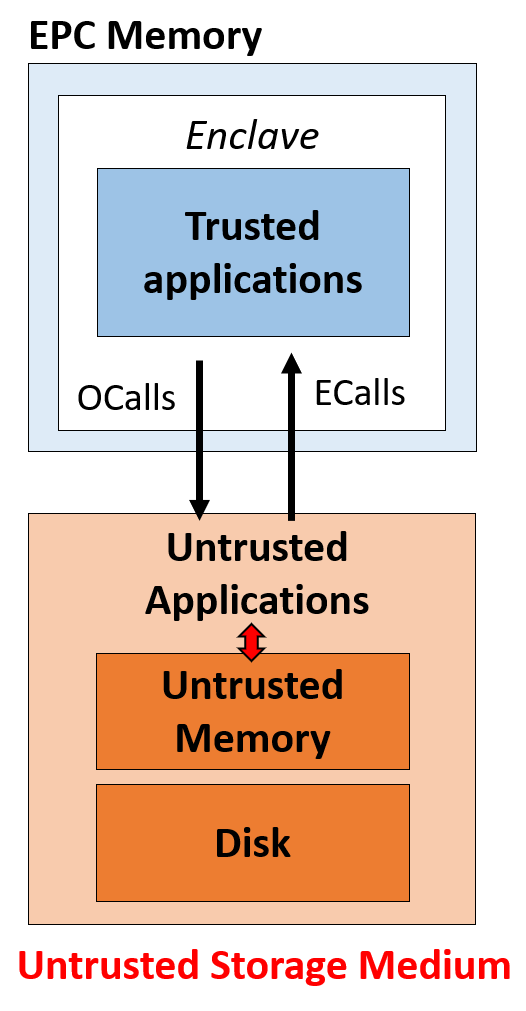 EPC Memory
Enclave
Trusted
applications
OCalls
ECalls
Untrusted
Applications
Untrusted
Memory
Disk
Untrusted Storage Medium